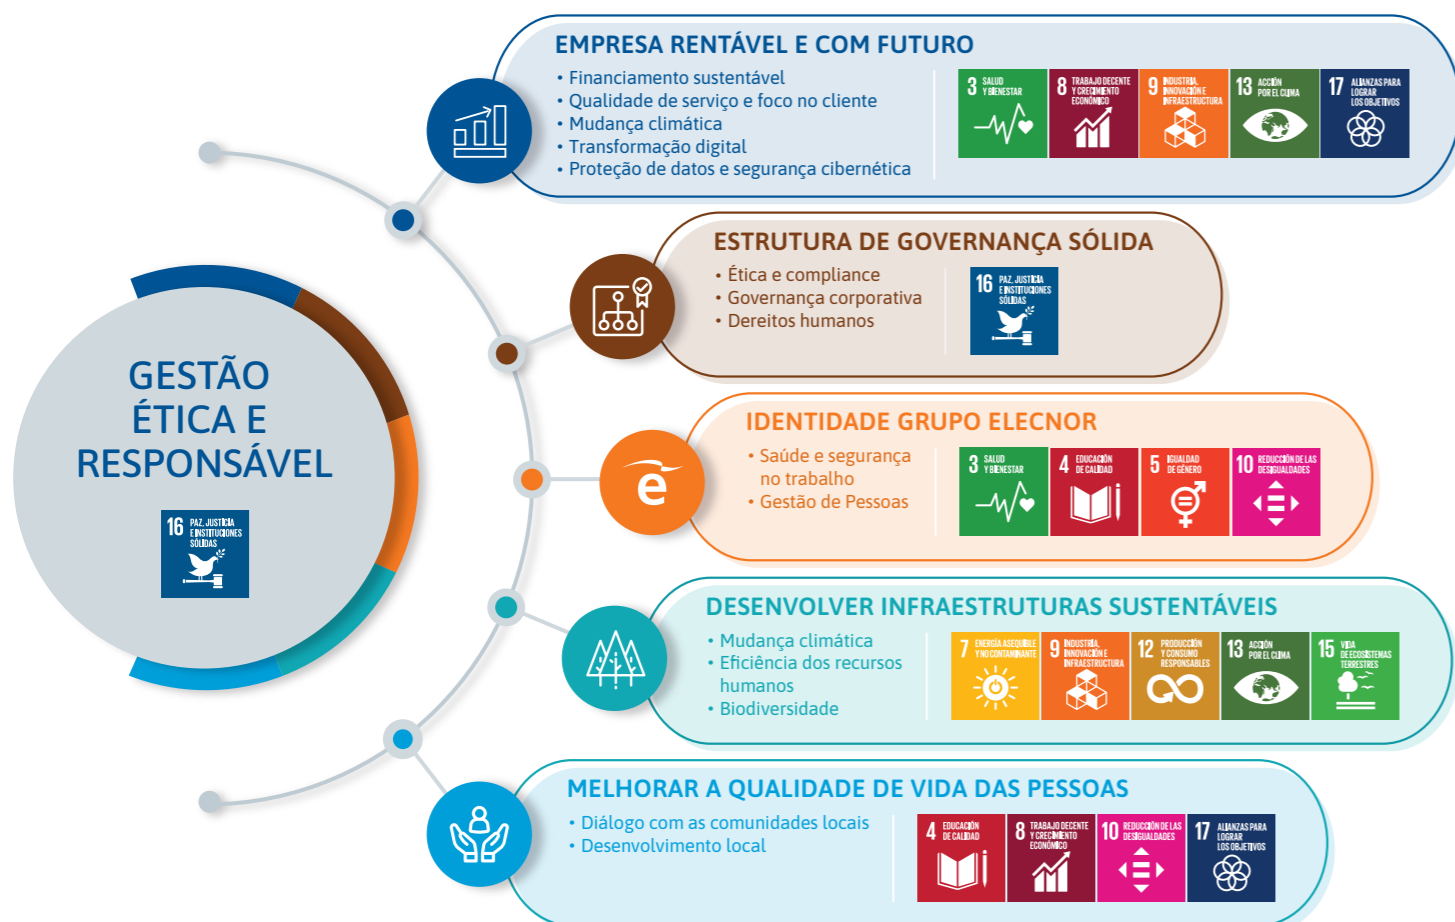 GESTÃO
ÉTICA E
RESPONSÁVEL
16 PAZ, JUSTICIA
E INSTITUCIONES
SÓLIDAS
EMPRESA RENTÁVEL E COM FUTURO
• Financiamento sustentável
• Qualidade de serviço e foco no cliente
• Mudança climática
• Transformação digital
• Proteção de datos e segurança cibernética
3 SALUD
Y BIENESTAR
8 TRABAJO DECENTE
Y CRECIMIENTO
ECONÓMICO
9 INDUSTRIA,
INNOVACIÓN E
INFRAESTRUCTURA
13 ACCIÓN
POR EL CLIMA
17 ALIANZAS PARA
LOGRAR
LOS OBJETIVOS
ESTRUTURA DE GOVERNANÇA SÓLIDA
• Ética e compliance
• Governança corporativa
• Dereitos humanos
16 PAZ, JUSTICIA
E INSTITUCIONES
SÓLIDAS
e
IDENTIDADE GRUPO ELECNOR
• Saúde e segurança
no trabalho
• Gestão de Pessoas
3 SALUD
Y BIENESTAR
4 EDUCACIÓN
DE CALIDAD
5 IGUALDAD
DE GÉNERO
10 REDUCCIÓN DE LAS
DESIGUALDADES
DESENVOLVER INFRAESTRUTURAS SUSTENTÁVEIS
• Mudança climática
• Eficiência dos recursos
humanos
• Biodiversidade
7 ENERGÍA ASEQUIBLE
Y NO CONTAMINANTE
9 INDUSTRIA,
INNOVACIÓN E
INFRAESTRUCTURA
12 PRODUCCIÓN
Y CONSUMO
RESPONSABLES
13 ACCIÓN
POR EL CLIMA
15 VIDA
DE ECOSISTEMAS
TERRESTRES
MELHORAR A QUALIDADE DE VIDA DAS PESSOAS
• Diálogo com as comunidades locais
• Desenvolvimento local
4 EDUCACIÓN
DE CALIDAD
8 TRABAJO DECENTE
Y CRECIMIENTO
ECONÓMICO
10 REDUCCIÓN DE LAS
DESIGUALDADES
17 ALIANZAS PARA
LOGRAR
LOS OBJETIVOS